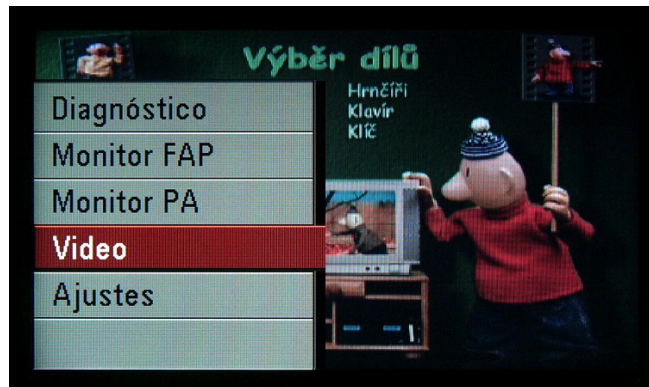 Výběr dílů
Hrnčíři
Klavír
Klíč
Diagnóstico
Monitor FAP
Monitor PA
Video
Ajustes